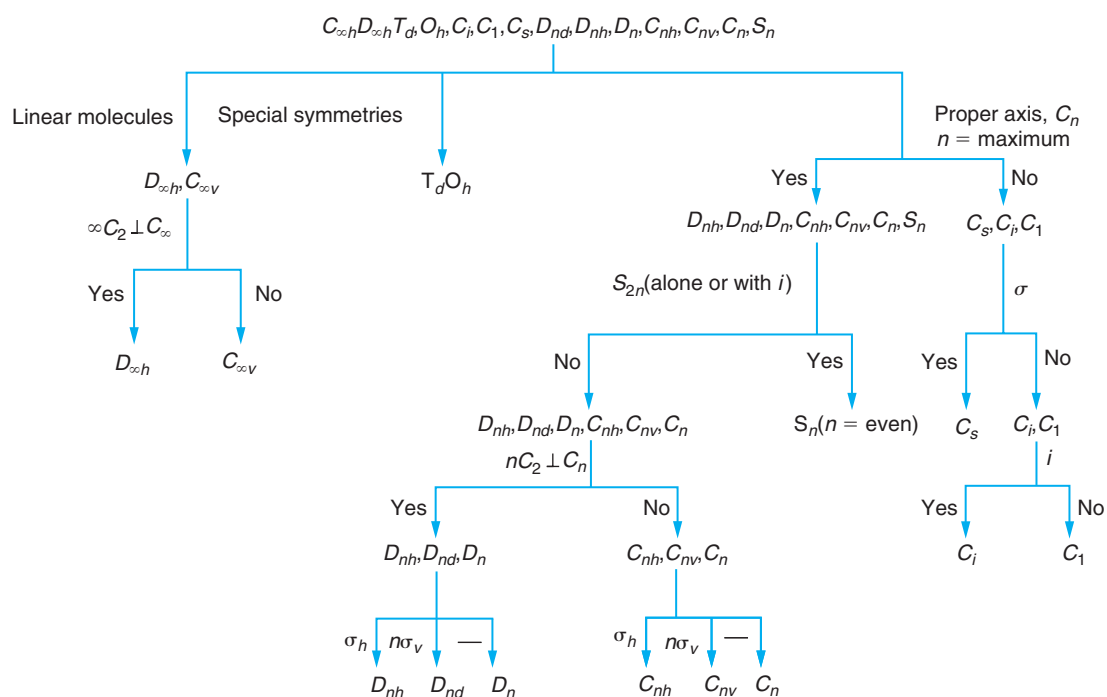 C∞hD∞hTd,Oh,Ci,C1,Cs,Dnd,Dnh,Dn,Cnh,Cnv,Cn,Sn
Linear molecules
Special symmetries
Proper axis, Cn
n = maximum
D∞h,C∞v
TdOh
Yes
No
∞C2⊥C∞
Dnh,Dnd,Dn,Cnh,Cnv,Cn,Sn
Cs,Ci,C1
Yes
No
S2n(alone or with i)
σ
D∞h
C∞v
No
Yes
Yes
No
Dnh,Dnd,Dn,Cnh,Cnv,Cn
Sn(n = even)
Cs
Ci,C1
nC2⊥Cn
i
Yes
No
Yes
No
Dnh,Dnd,Dn
Cnh,Cnv,Cn
Ci
C1
σh
nσv
—
σh
nσv
—
Dnh
Dnd
Dn
Cnh
Cnv
Cn